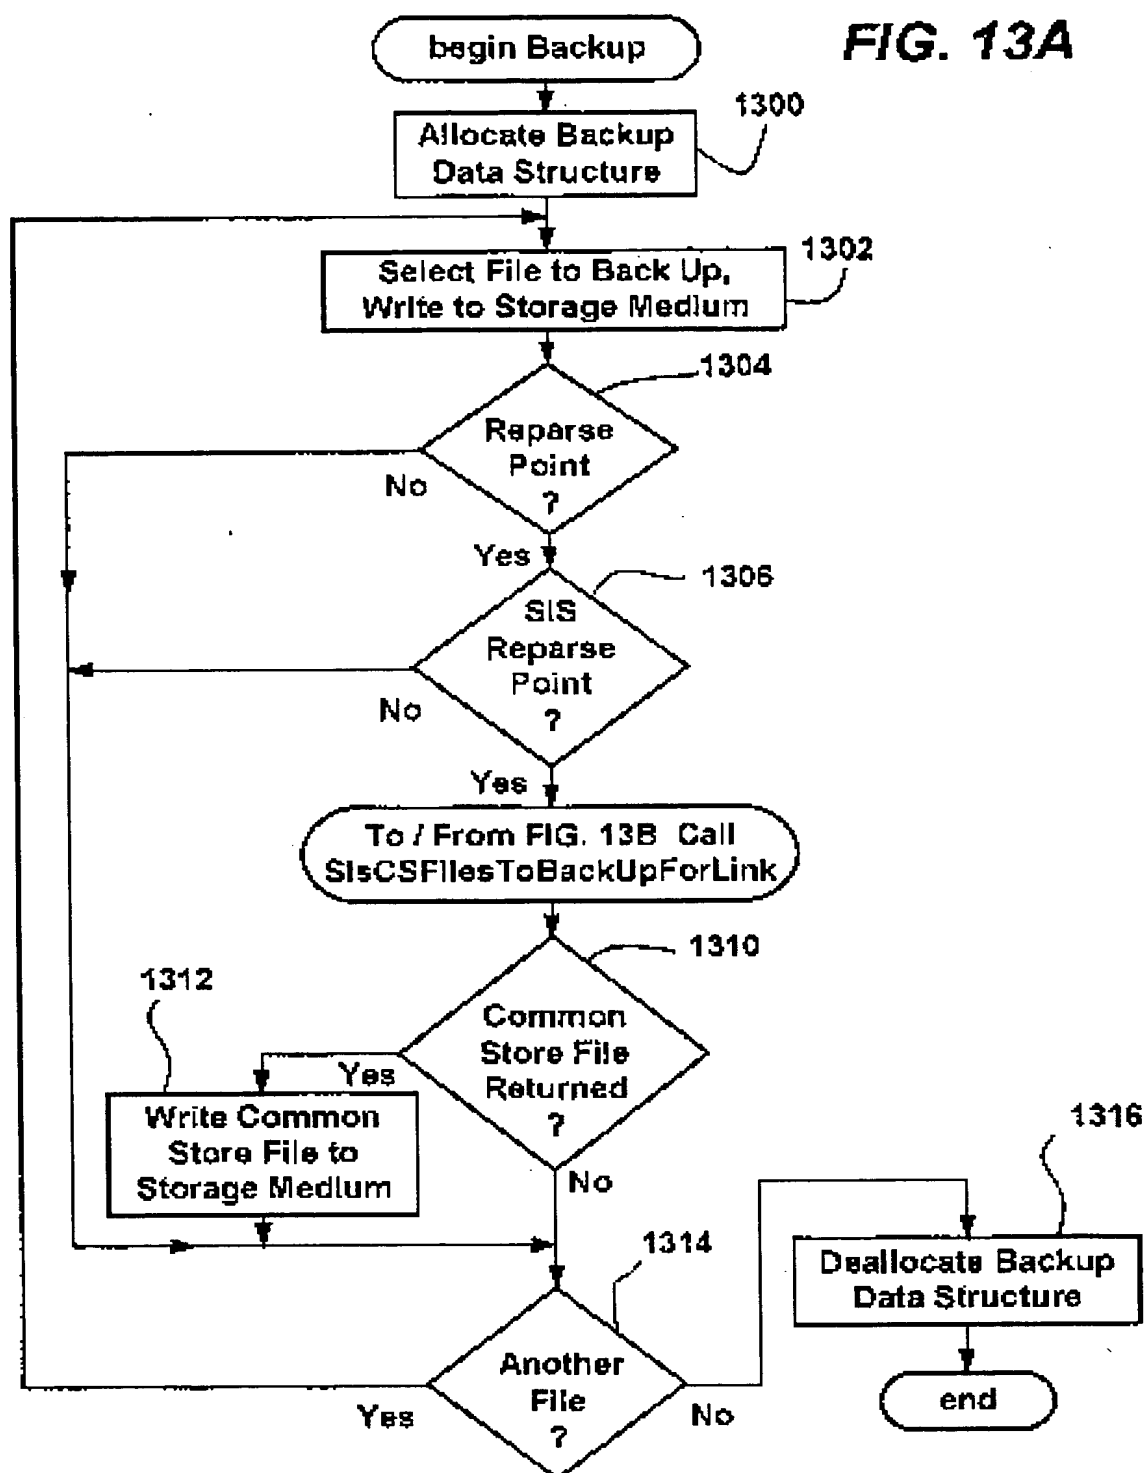 FIG. 13A
begin Backup
1300
Allocate Backup
Data Structure
1302
Select File to Back Up,
Write to Storage Medium
1304
Reparse
Point
?
No
Yes
1306
SIS
Reparse
Point
?
No
Yes
To / From FIG. 13B Call
SisCSFilesToBackUpForLink
1310
Common
Store File
Returned
?
Yes
No
1312
Write Common
Store File to
Storage Medium
1314
Another
File
?
Yes
No
1316
Deallocate Backup
Data Structure
end